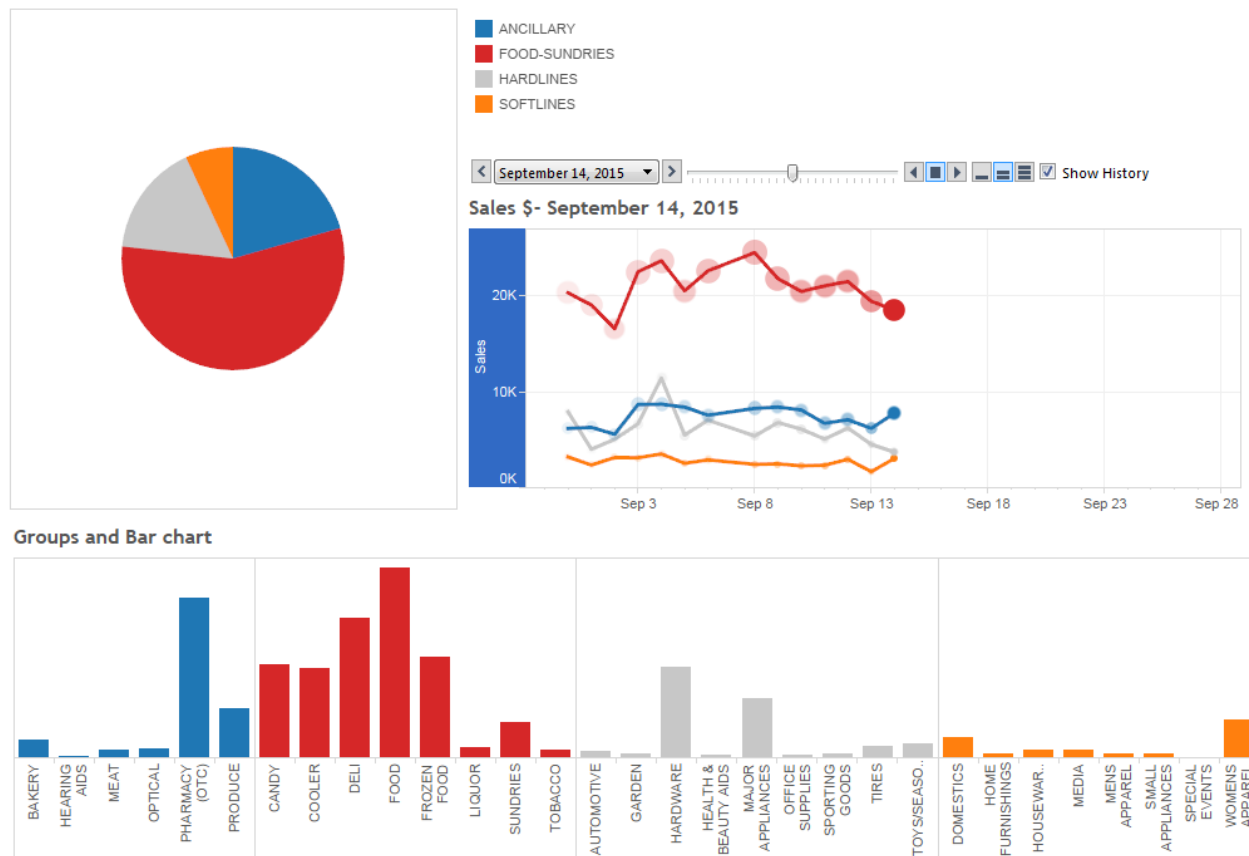 ANCILLARY
FOOD-SUNDRIES
HARDLINES
SOFTLINES
September 14, 2015
Show History
Sales $- September 14, 2015
Sales
20K
10K
0K
Sep 3
Sep 8
Sep 13
Sep 18
Sep 23
Sep 28
Groups and Bar chart
BAKERY
HEARING
AIDS
MEAT
OPTICAL
PHARMACY
(OTC)
PRODUCE
CANDY
COOLER
DELI
FOOD
FROZEN
FOOD
LIQUOR
SUNDRIES
TOBACCO
AUTOMOTIVE
GARDEN
HARDWARE
HEALTH &
BEAUTY AIDS
MAJOR
APPLIANCES
OFFICE
SUPPLIES
SPORTING
GOODS
TIRES
TOYS/SEASO..
DOMESTICS
HOME
FURNISHINGS
HOUSEWAR..
MEDIA
MENS
APPAREL
SMALL
APPLIANCES
SPECIAL
EVENTS
WOMENS
APPAREL